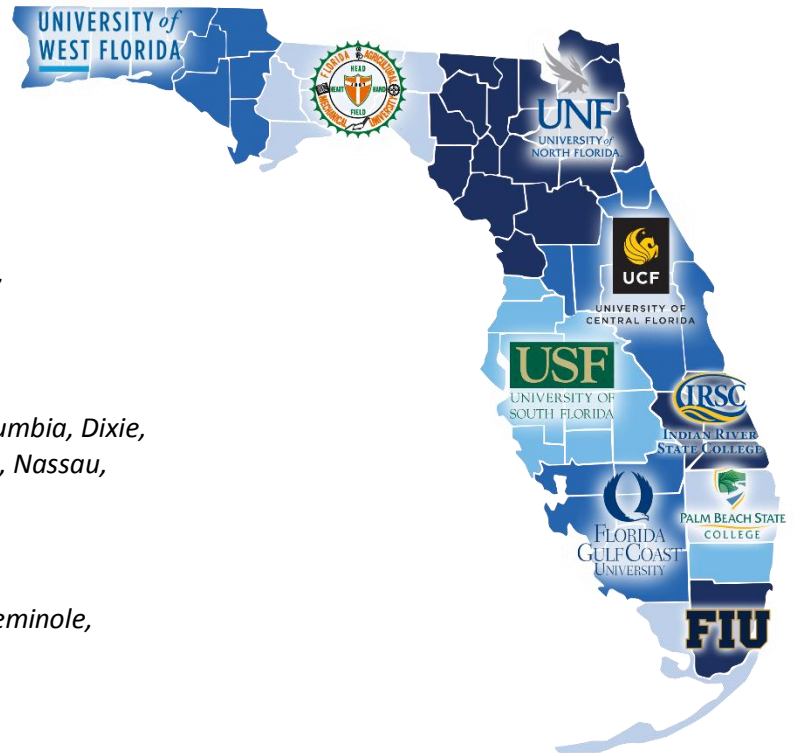 UNIVERSITY of
WEST FLORIDA
FLORIDA AGRICULTURAL
AND
MECHANICAL UNIVERSITY
HEAD
HEART
HAND
FIELD
UNF
UNIVERSITY of
NORTH FLORIDA
UCF
UNIVERSITY OF
CENTRAL FLORIDA
,
USF
UNIVERSITY OF
SOUTH FLORIDA
IRSC
INDIAN RIVER
STATE COLLEGE
umbia, Dixie,
, Nassau,
FLORIDA
GULF COAST
UNIVERSITY
PALM BEACH STATE
COLLEGE
eminole,
FIU